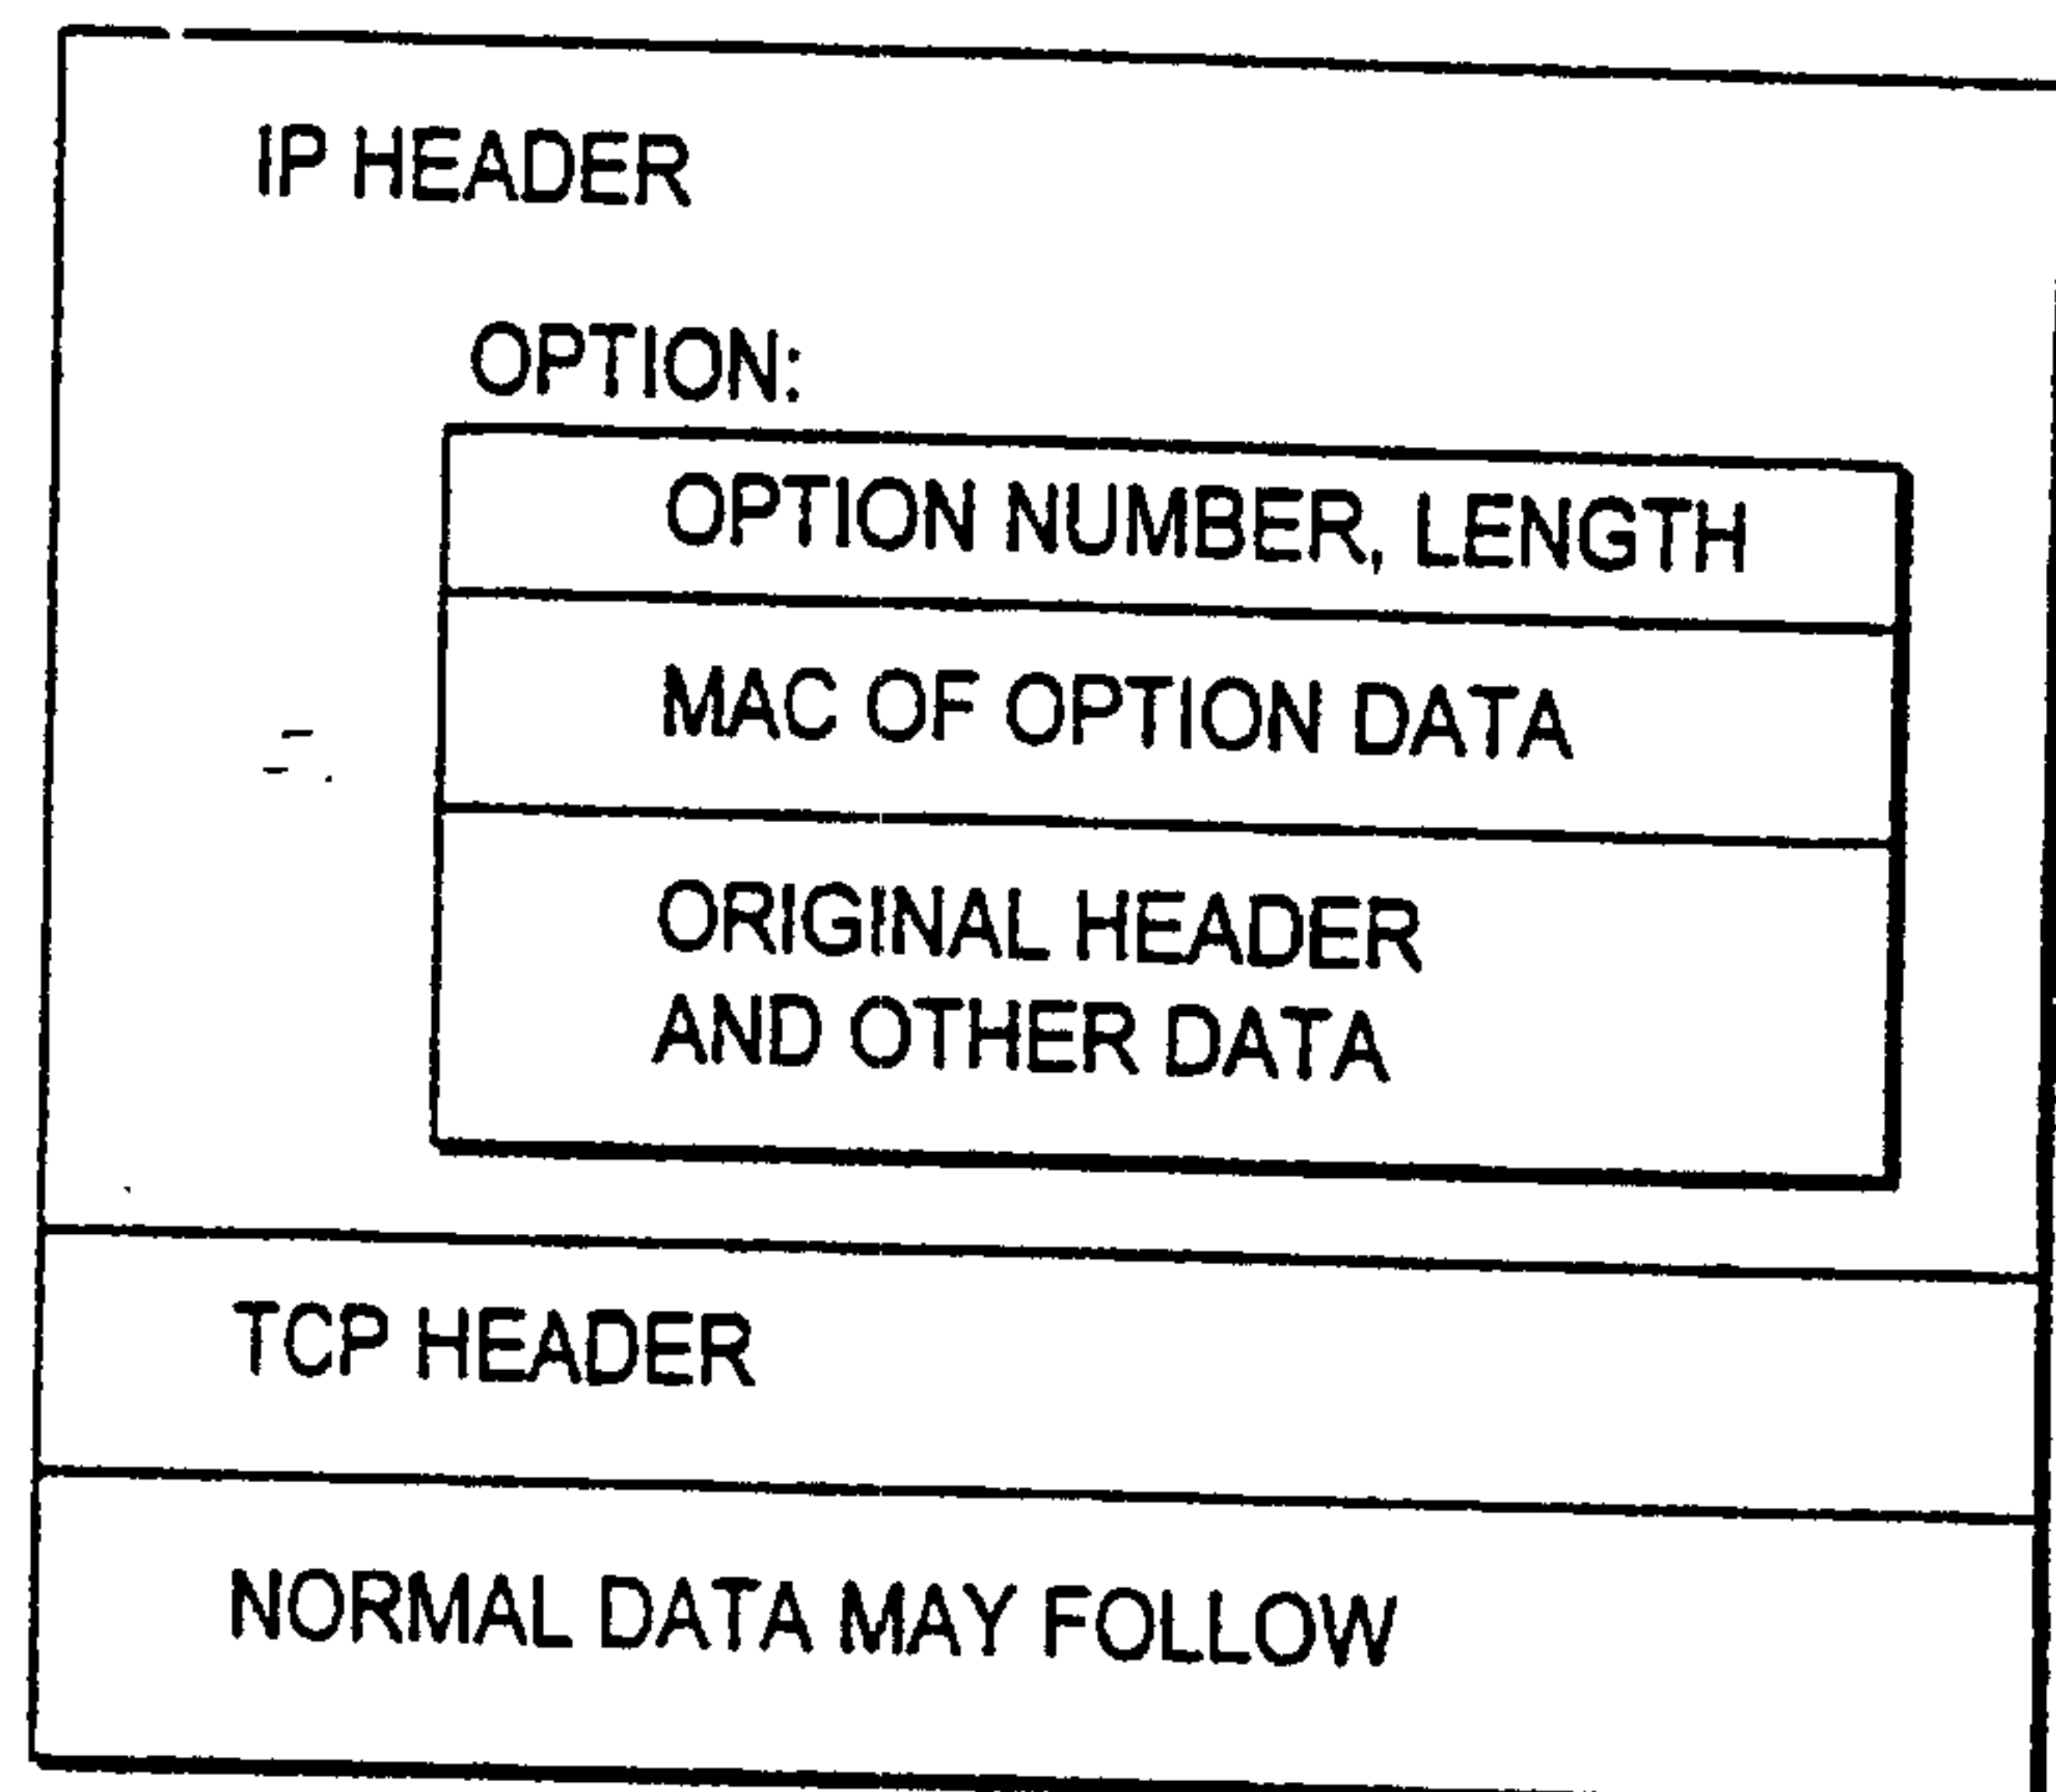 IP HEADER
OPTION:
OPTION NUMBER, LENGTH
MAC OF OPTION DATA
ORIGINAL HEADER
AND OTHER DATA
TCP HEADER
NORMAL DATA MAY FOLLOW